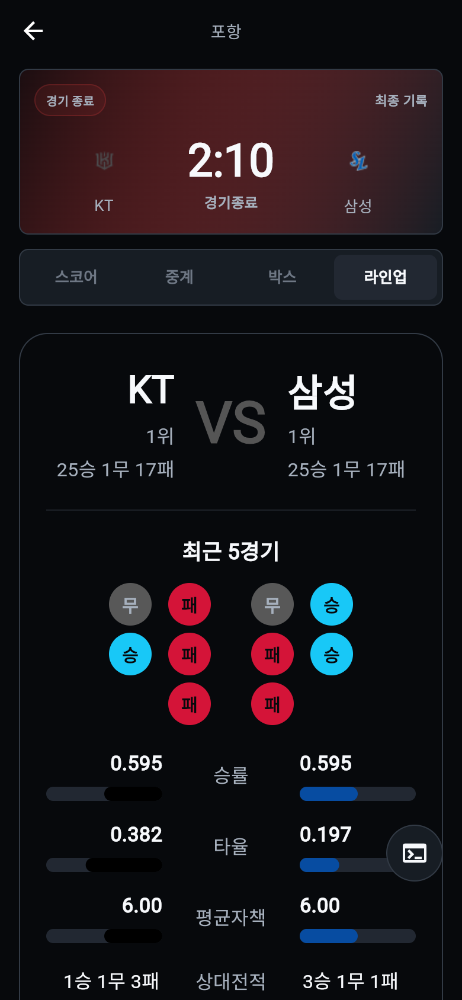 포항
경기 종료
최종 기록
2:10
KT
경기종료
삼성
스코어
중계
박스
라인업
KT
VS
삼성
1위
1위
25승 1무 17패
25승 1무 17패
최근 5경기
무 패 무 승
승 패 패 승
패 패
0.595
승률
0.595
0.382
타율
0.197
6.00
평균자책
6.00
1승 1무 3패
상대전적
3승 1무 1패